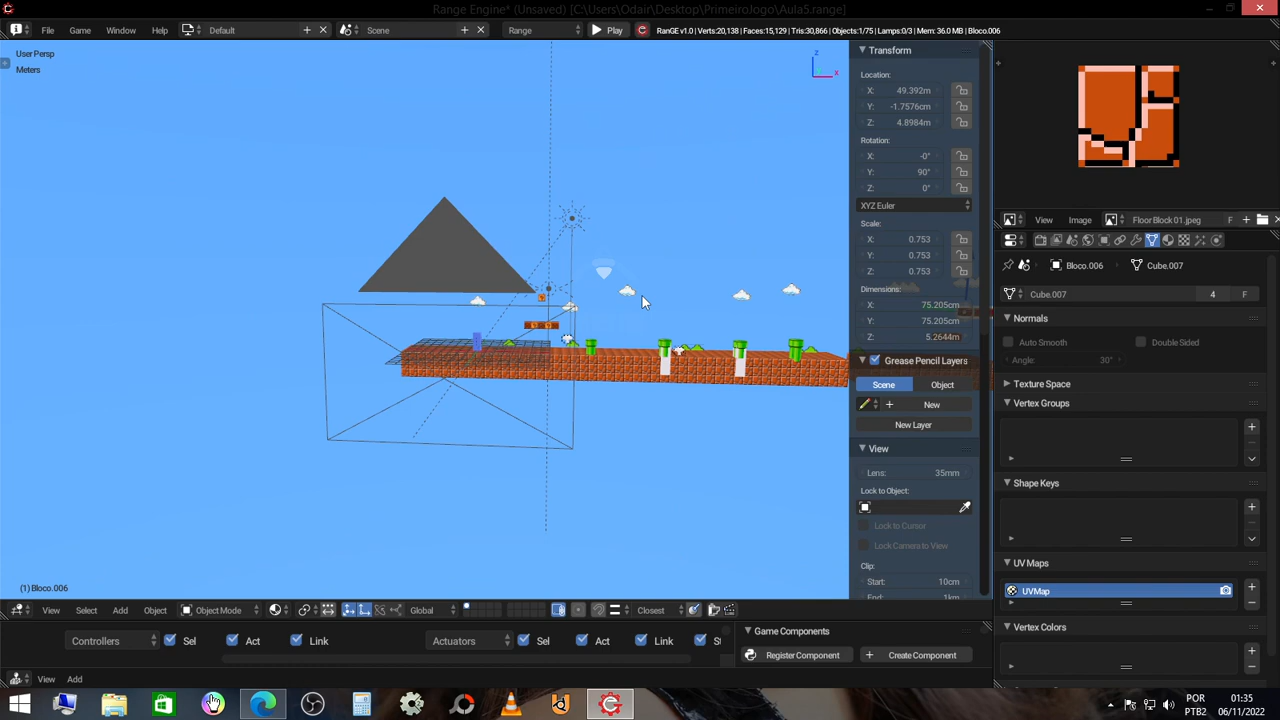 Range Engine* (Unsaved) [C:\Users\Odair\Desktop\PrimeiroJogo\Aula5.range]
File Game Window Help Default Scene Range Play RanGE v1.0 | Verts:20,138 | Faces:15,129 | Tris:30,866 | Objects:1/75 | Lamps:0/3 | Mem: 36.0 MB | Bloco.006
User Persp
Meters
z
x
(1) Bloco.006
View Select Add Object Object Mode Global Closest
Transform
Location:
X: 49.392m
Y: -1.7576m
Z: 4.8984m
Rotation:
X: -0°
Y: 90°
Z: 0°
XYZ Euler
Scale:
X: 0.753
Y: 0.753
Z: 0.753
Dimensions:
X: 75.205cm
Y: 75.205cm
Z: 5.2644m
Grease Pencil Layers
Scene Object
New
New Layer
View
Lens: 35mm
Lock to Object:
Lock to Cursor
Lock Camera to View
Clip:
Start: 10cm
End: 1km
View Image Floor Block 01.jpeg F
Bloco.006 Cube.007
Cube.007 4 F
Normals
Auto Smooth Double Sided
Angle: 30°
Texture Space
Vertex Groups
Shape Keys
UV Maps
UVMap
Vertex Colors
Controllers Sel Act Link Actuators Sel Act Link
Game Components
Register Component Create Component
View Add
POR
PTB2
01:35
06/11/2022